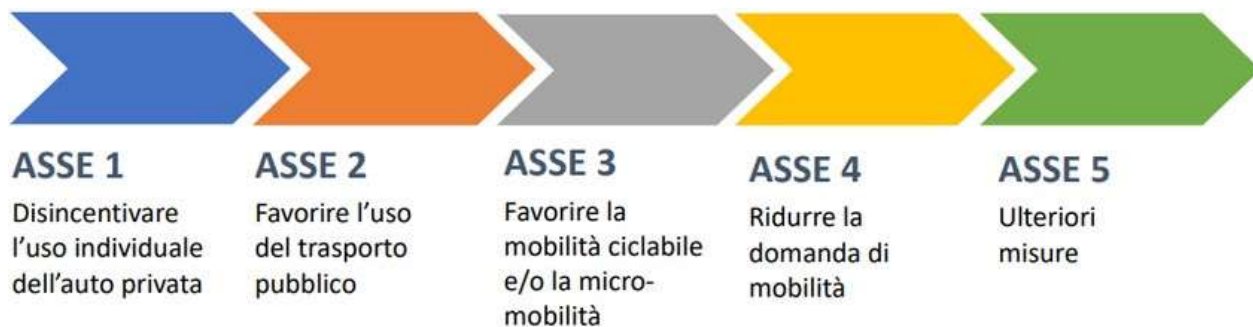 ASSE 1
Disincentivare
l'uso individuale
dell'auto privata
ASSE 2
Favorire l'uso
del trasporto
pubblico
ASSE 3
Favorire la
mobilità ciclabile
e/o la micro-
mobilità
ASSE 4
Ridurre la
domanda di
mobilità
ASSE 5
Ulteriori
misure